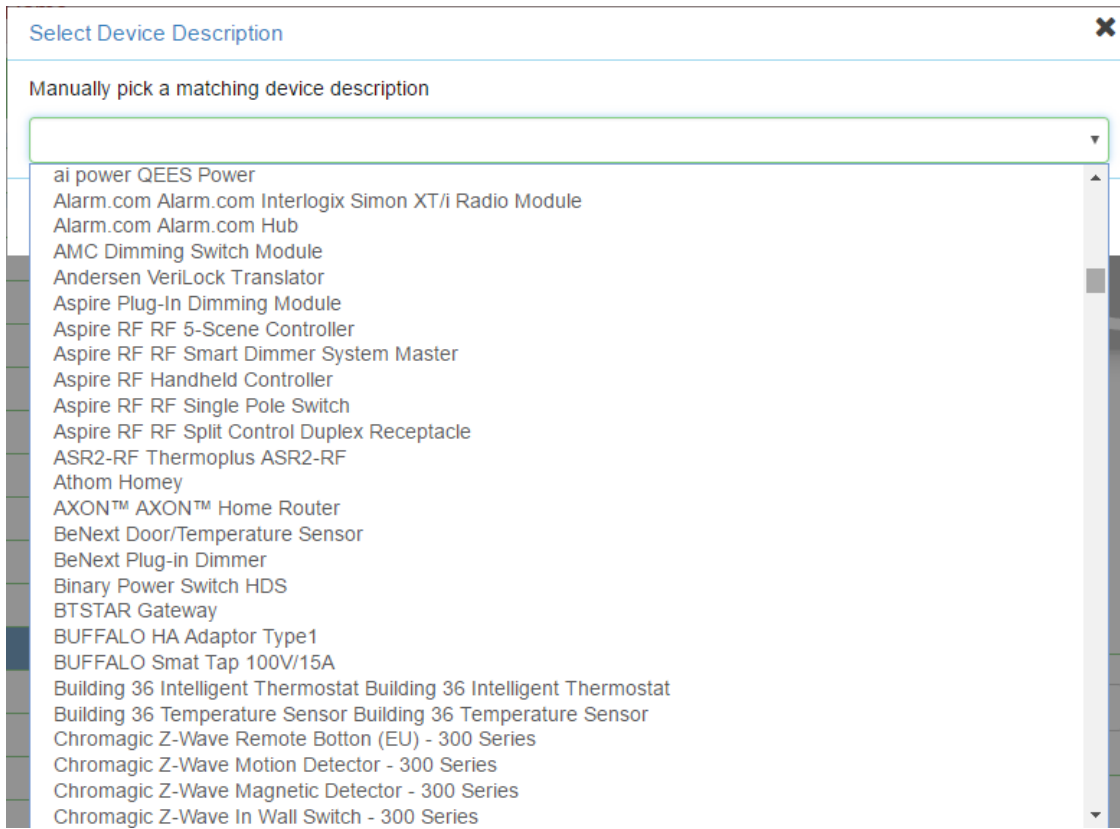 Select Device Description
Manually pick a matching device description
ai power QEES Power
Alarm.com Alarm.com Interlogix Simon XT/i Radio Module
Alarm.com Alarm.com Hub
AMC Dimming Switch Module
Andersen VeriLock Translator
Aspire Plug-In Dimming Module
Aspire RF RF 5-Scene Controller
Aspire RF RF Smart Dimmer System Master
Aspire RF Handheld Controller
Aspire RF RF Single Pole Switch
Aspire RF RF Split Control Duplex Receptacle
ASR2-RF Thermoplus ASR2-RF
Athom Homey
AXON™ AXON™ Home Router
BeNext Door/Temperature Sensor
BeNext Plug-in Dimmer
Binary Power Switch HDS
BTSTAR Gateway
BUFFALO HA Adaptor Type1
BUFFALO Smat Tap 100V/15A
Building 36 Intelligent Thermostat Building 36 Intelligent Thermostat
Building 36 Temperature Sensor Building 36 Temperature Sensor
Chromagic Z-Wave Remote Botton (EU) - 300 Series
Chromagic Z-Wave Motion Detector - 300 Series
Chromagic Z-Wave Magnetic Detector - 300 Series
Chromagic Z-Wave In Wall Switch - 300 Series